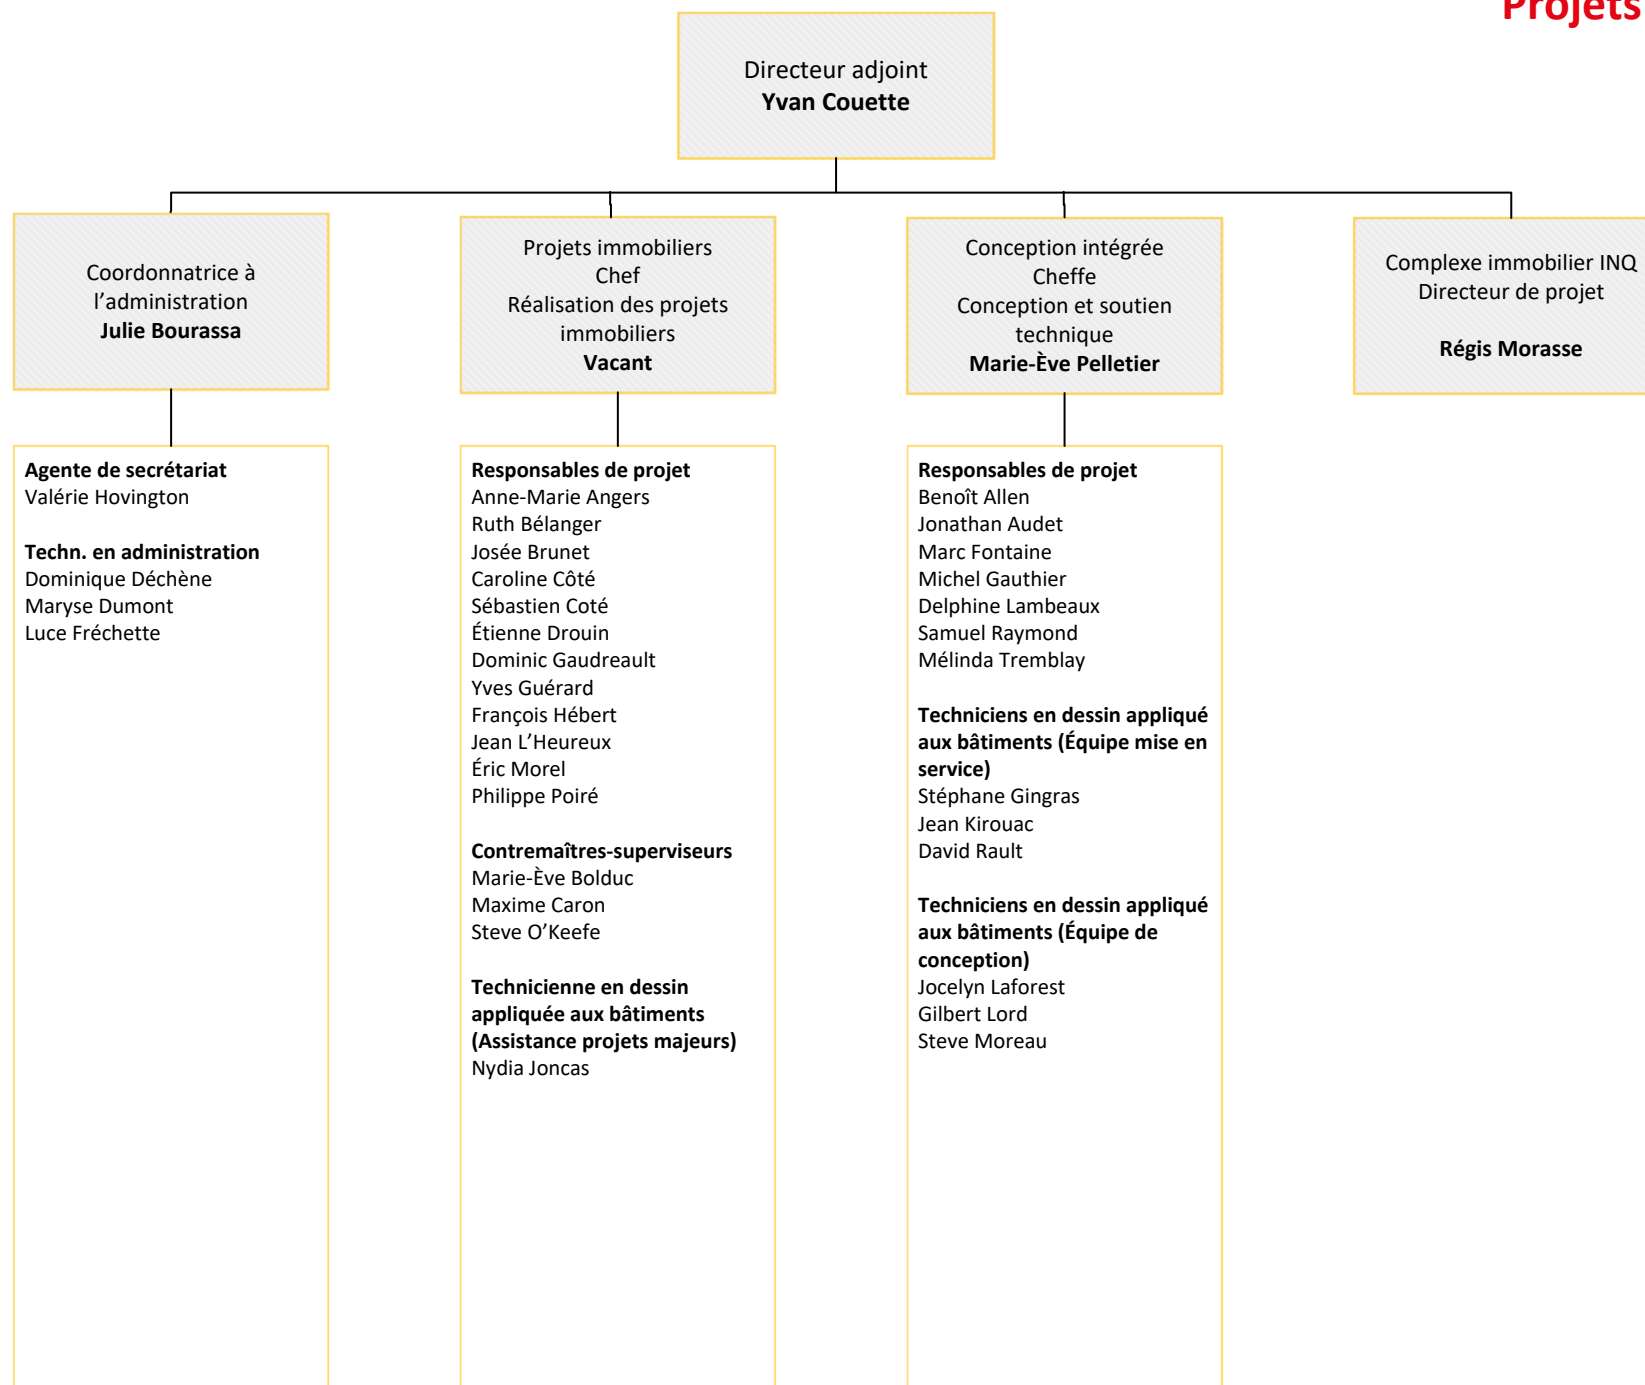 Projets
Directeur adjoint
Yvan Couette
Coordonnatrice à
l’administration
Julie Bourassa
Projets immobiliers
Chef
Réalisation des projets
immobiliers
Vacant
Conception intégrée
Cheffe
Conception et soutien
technique
Marie-Ève Pelletier
Complexe immobilier INQ
Directeur de projet
Régis Morasse
Agente de secrétariat
Valérie Hovington
Techn. en administration
Dominique Déchène
Maryse Dumont
Luce Fréchette
Responsables de projet
Anne-Marie Angers
Ruth Bélanger
Josée Brunet
Caroline Côté
Sébastien Coté
Étienne Drouin
Dominic Gaudreault
Yves Guérard
François Hébert
Jean L’Heureux
Éric Morel
Philippe Poiré
Contremaîtres-superviseurs
Marie-Ève Bolduc
Maxime Caron
Steve O’Keefe
Technicienne en dessin
appliquée aux bâtiments
(Assistance projets majeurs)
Nydia Joncas
Responsables de projet
Benoît Allen
Jonathan Audet
Marc Fontaine
Michel Gauthier
Delphine Lambeaux
Samuel Raymond
Mélinda Tremblay
Techniciens en dessin appliqué
aux bâtiments (Équipe mise en
service)
Stéphane Gingras
Jean Kirouac
David Rault
Techniciens en dessin appliqué
aux bâtiments (Équipe de
conception)
Jocelyn Laforest
Gilbert Lord
Steve Moreau